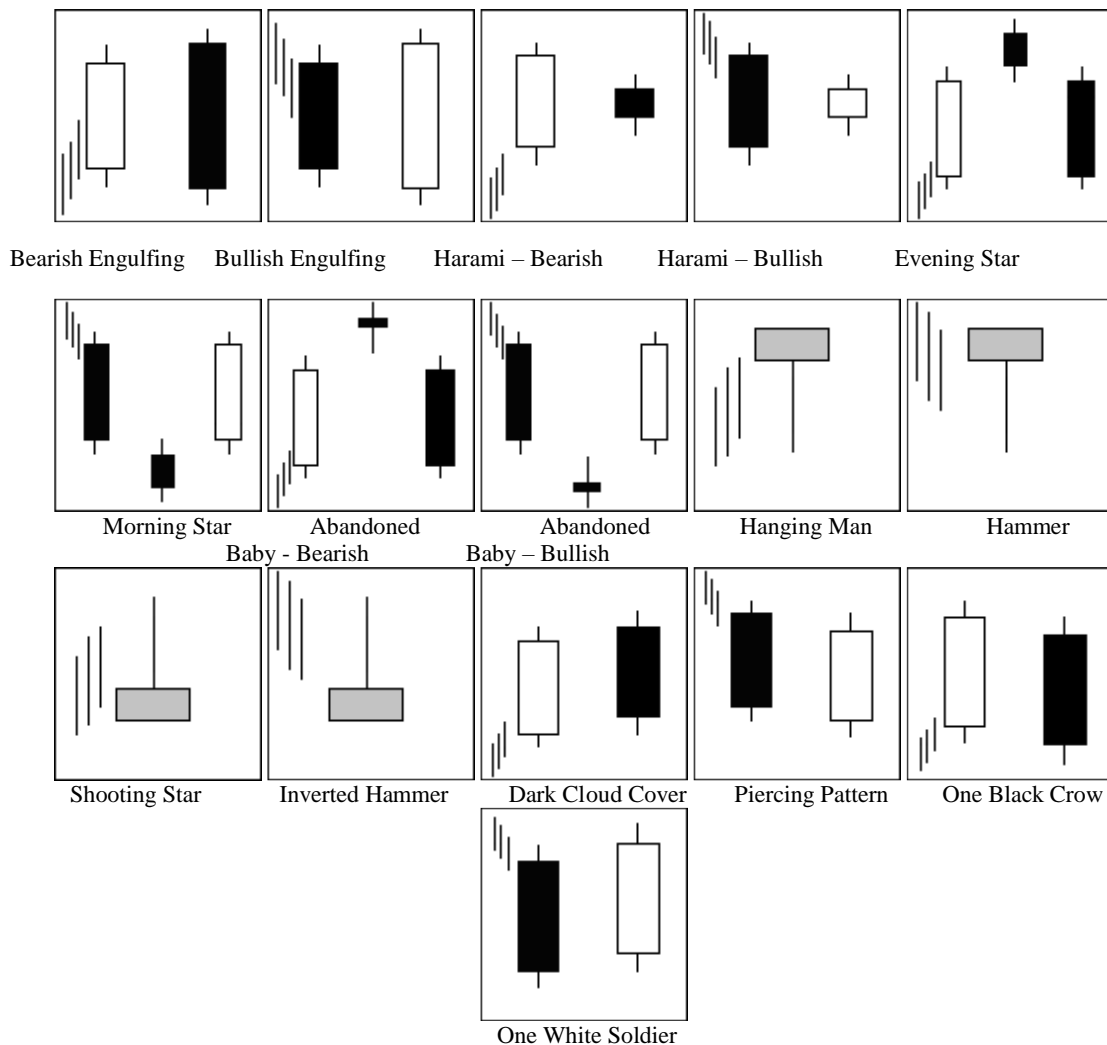 Bearish Engulfing Bullish Engulfing Harami – Bearish Harami – Bullish Evening Star
Morning Star Abandoned Abandoned Hanging Man Hammer
Baby - Bearish Baby – Bullish
Shooting Star Inverted Hammer Dark Cloud Cover Piercing Pattern One Black Crow
One White Soldier